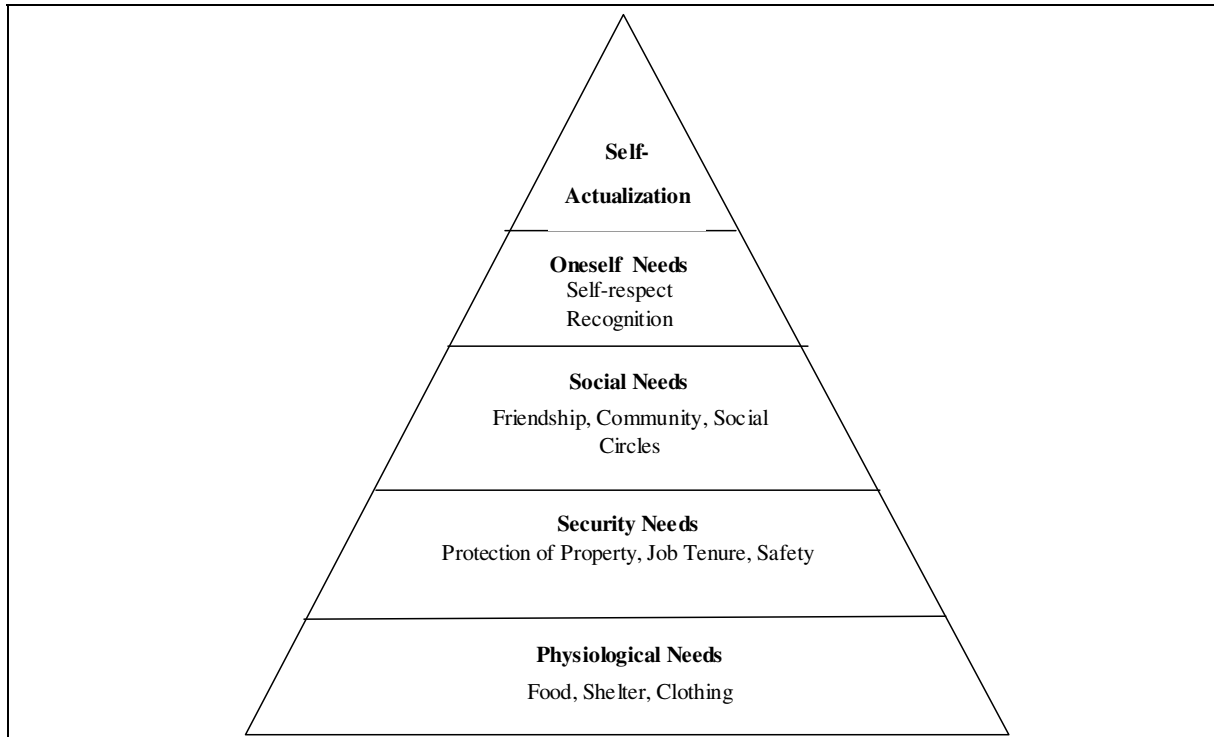 Self-
Actualization
Oneself Needs
Self-respect
Recognition
Social Needs
Friendship, Community, Social
Circles
Security Needs
Protection of Property, Job Tenure, Safety
Physiological Needs
Food, Shelter, Clothing